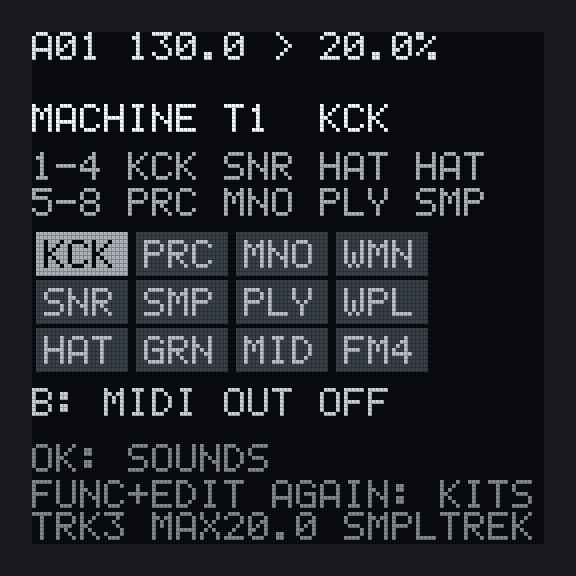 A01 130.0 > 20.0%
MACHINE T1 KCK
1-4 KCK SNR HAT HAT
5-8 PRC MNO PLY SMP
KCK PRC MNO WMN
SNR SMP PLY WPL
HAT GRN MID FM4
B: MIDI OUT OFF
OK: SOUNDS
FUNC+EDIT AGAIN: KITS
TRK3 MAX20.0 SMPLTREK